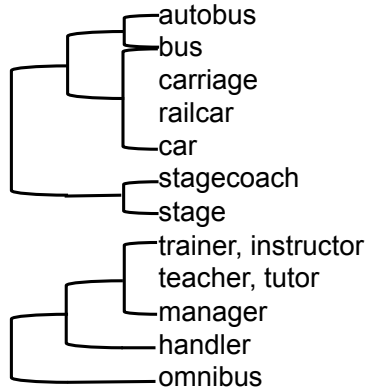 autobus
bus
carriage
railcar
car
stagecoach
stage
trainer, instructor
teacher, tutor
manager
handler
omnibus